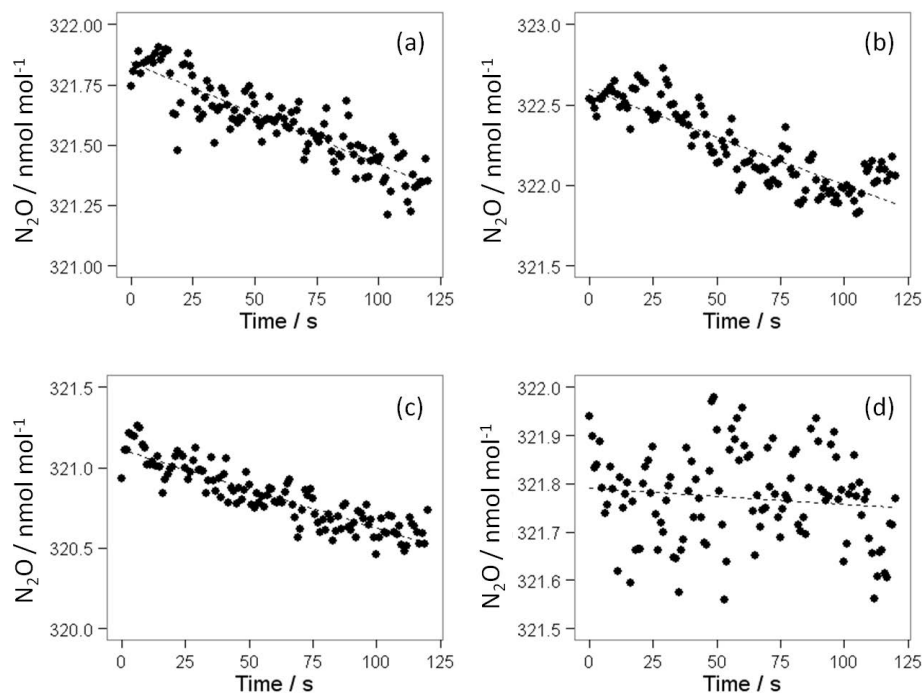 (a)
N₂O / nmol mol⁻¹
322.00
321.75
321.50
321.25
321.00
0 25 50 75 100 125
Time / s
(b)
N₂O / nmol mol⁻¹
323.0
322.5
322.0
321.5
0 25 50 75 100 125
Time / s
(c)
N₂O / nmol mol⁻¹
321.5
321.0
320.5
320.0
0 25 50 75 100 125
Time / s
(d)
N₂O / nmol mol⁻¹
322.0
321.9
321.8
321.7
321.6
321.5
0 25 50 75 100 125
Time / s